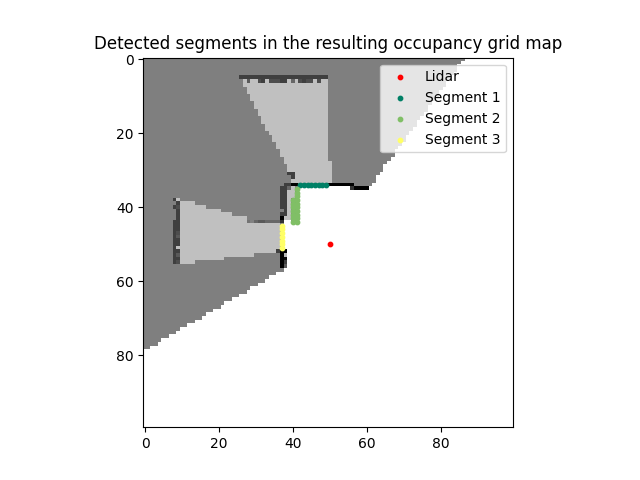 Detected segments in the resulting occupancy grid map
Lidar
Segment 1
Segment 2
Segment 3
0
20
40
60
80
0
20
40
60
80